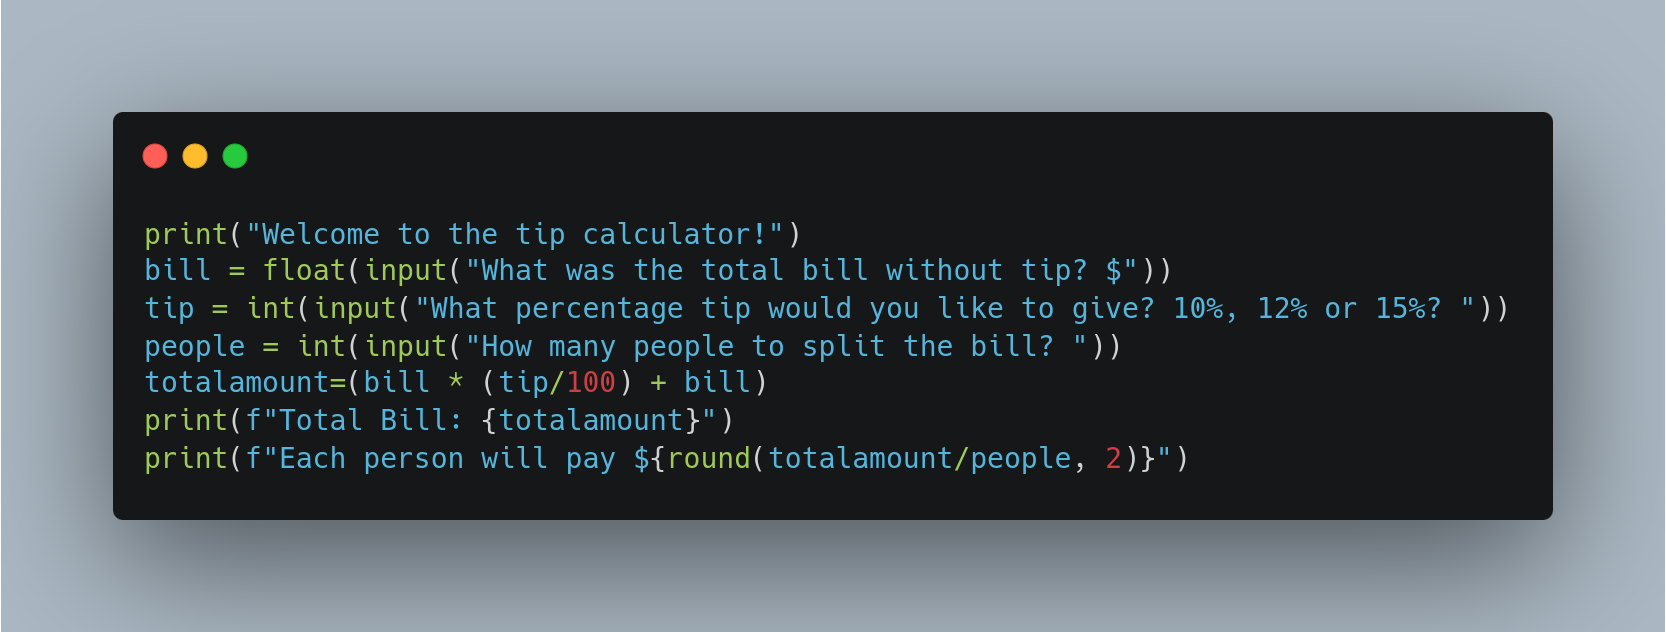 print("Welcome to the tip calculator!")
bill = float(input("What was the total bill without tip? $"))
tip = int(input("What percentage tip would you like to give? 10%, 12% or 15%? "))
people = int(input("How many people to split the bill? "))
totalamount=(bill * (tip/100) + bill)
print(f"Total Bill: {totalamount}")
print(f"Each person will pay ${round(totalamount/people, 2)}")